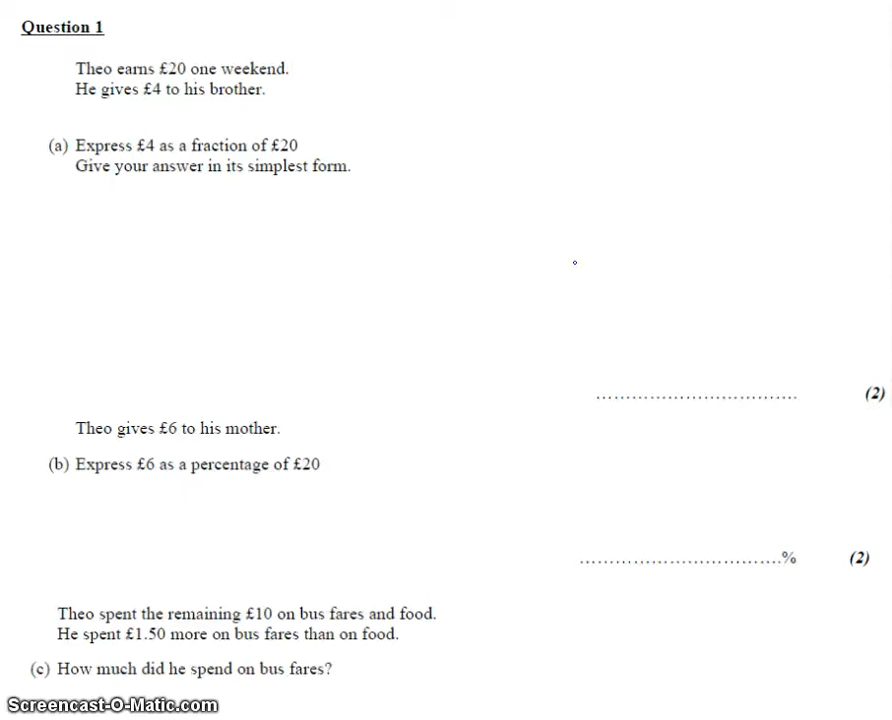 Question 1
Theo earns £20 one weekend.
He gives £4 to his brother.
(a) Express £4 as a fraction of £20
Give your answer in its simplest form.
.................................. (2)
Theo gives £6 to his mother.
(b) Express £6 as a percentage of £20
..................................% (2)
Theo spent the remaining £10 on bus fares and food.
He spent £1.50 more on bus fares than on food.
(c) How much did he spend on bus fares?
Screencast-O-Matic.com